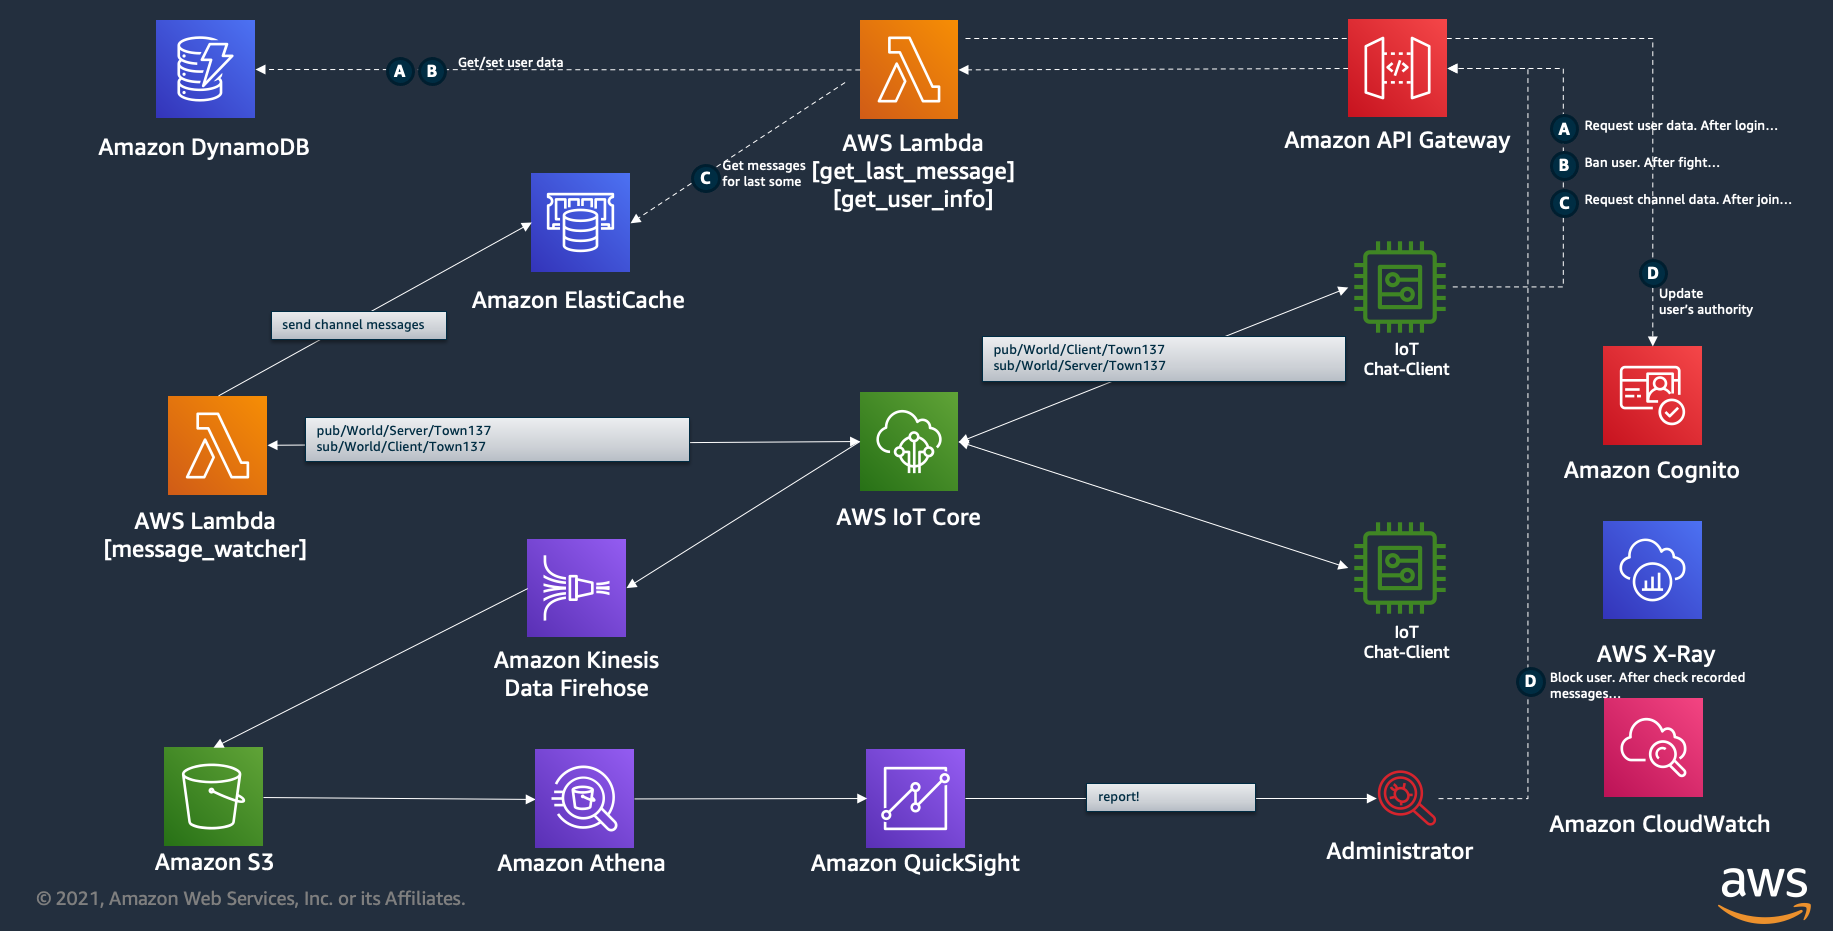 A
B
Get/set user data
Amazon DynamoDB
AWS Lambda
[get_last_message]
[get_user_info]
Amazon API Gateway
A
Request user data. After login...
B
Ban user. After fight...
C
Request channel data. After join...
C
Get messages
for last some
Amazon ElastiCache
D
Update
user's authority
send channel messages
pub/World/Client/Town137
sub/World/Server/Town137
IoT
Chat-Client
pub/World/Server/Town137
sub/World/Client/Town137
Amazon Cognito
AWS Lambda
[message_watcher]
AWS IoT Core
IoT
Chat-Client
AWS X-Ray
Amazon Kinesis
Data Firehose
D
Block user. After check recorded
messages...
report!
Amazon CloudWatch
Amazon S3
Amazon Athena
Amazon QuickSight
Administrator
© 2021, Amazon Web Services, Inc. or its Affiliates.
aws